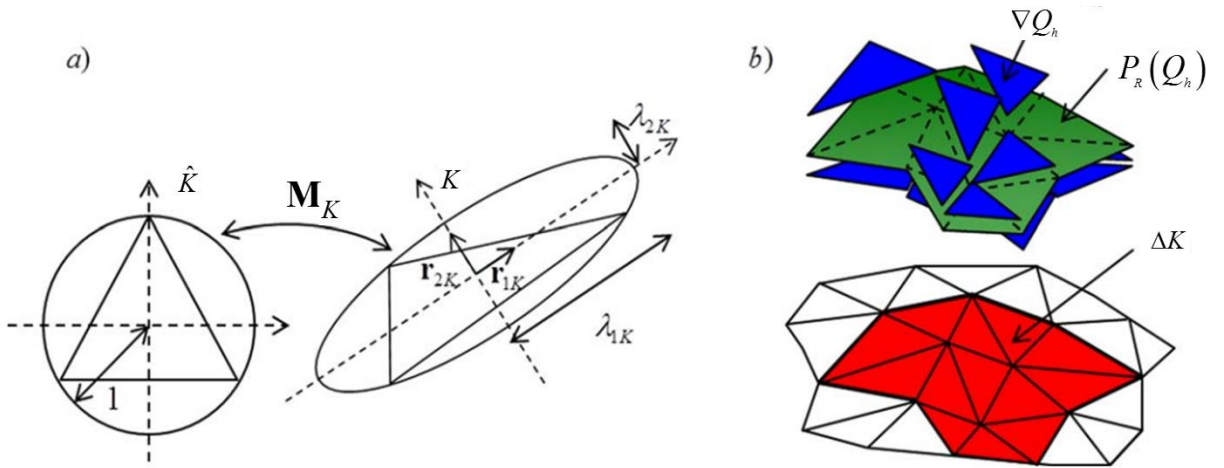 a)
K̂
M_K
1
K
r_2K
r_1K
λ_2K
λ_1K
b)
∇Q_h
P_R(Q_h)
ΔK